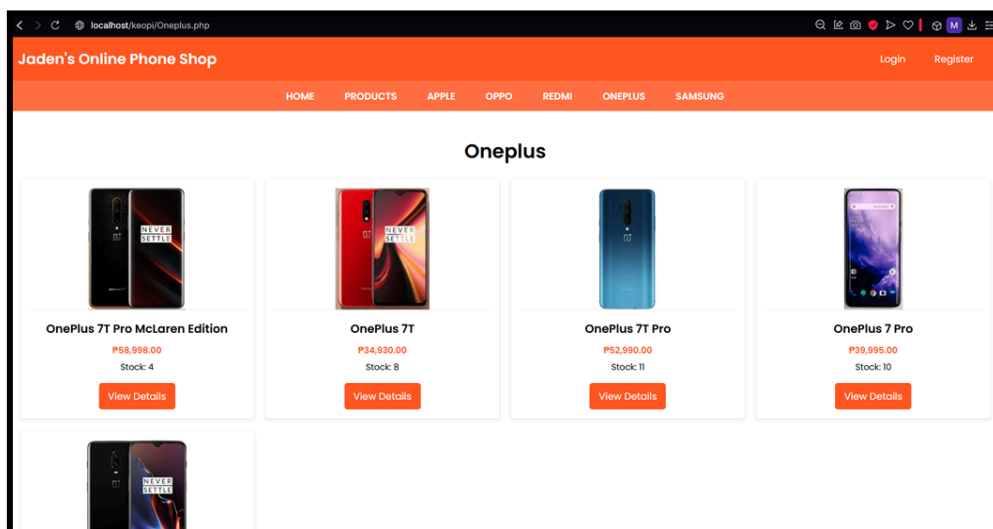 localhost/keopi/Oneplus.php
M
Jaden's Online Phone Shop
Login
Register
HOME
PRODUCTS
APPLE
OPPO
REDMI
ONEPLUS
SAMSUNG
Oneplus
NEVER
SETTLE
NEVER
SETTLE
OnePlus 7T Pro McLaren Edition
₱58,998.00
Stock: 4
View Details
OnePlus 7T
₱34,930.00
Stock: 8
View Details
OnePlus 7T Pro
₱52,990.00
Stock: 11
View Details
OnePlus 7 Pro
₱39,995.00
Stock: 10
View Details
NEVER
SETTLE